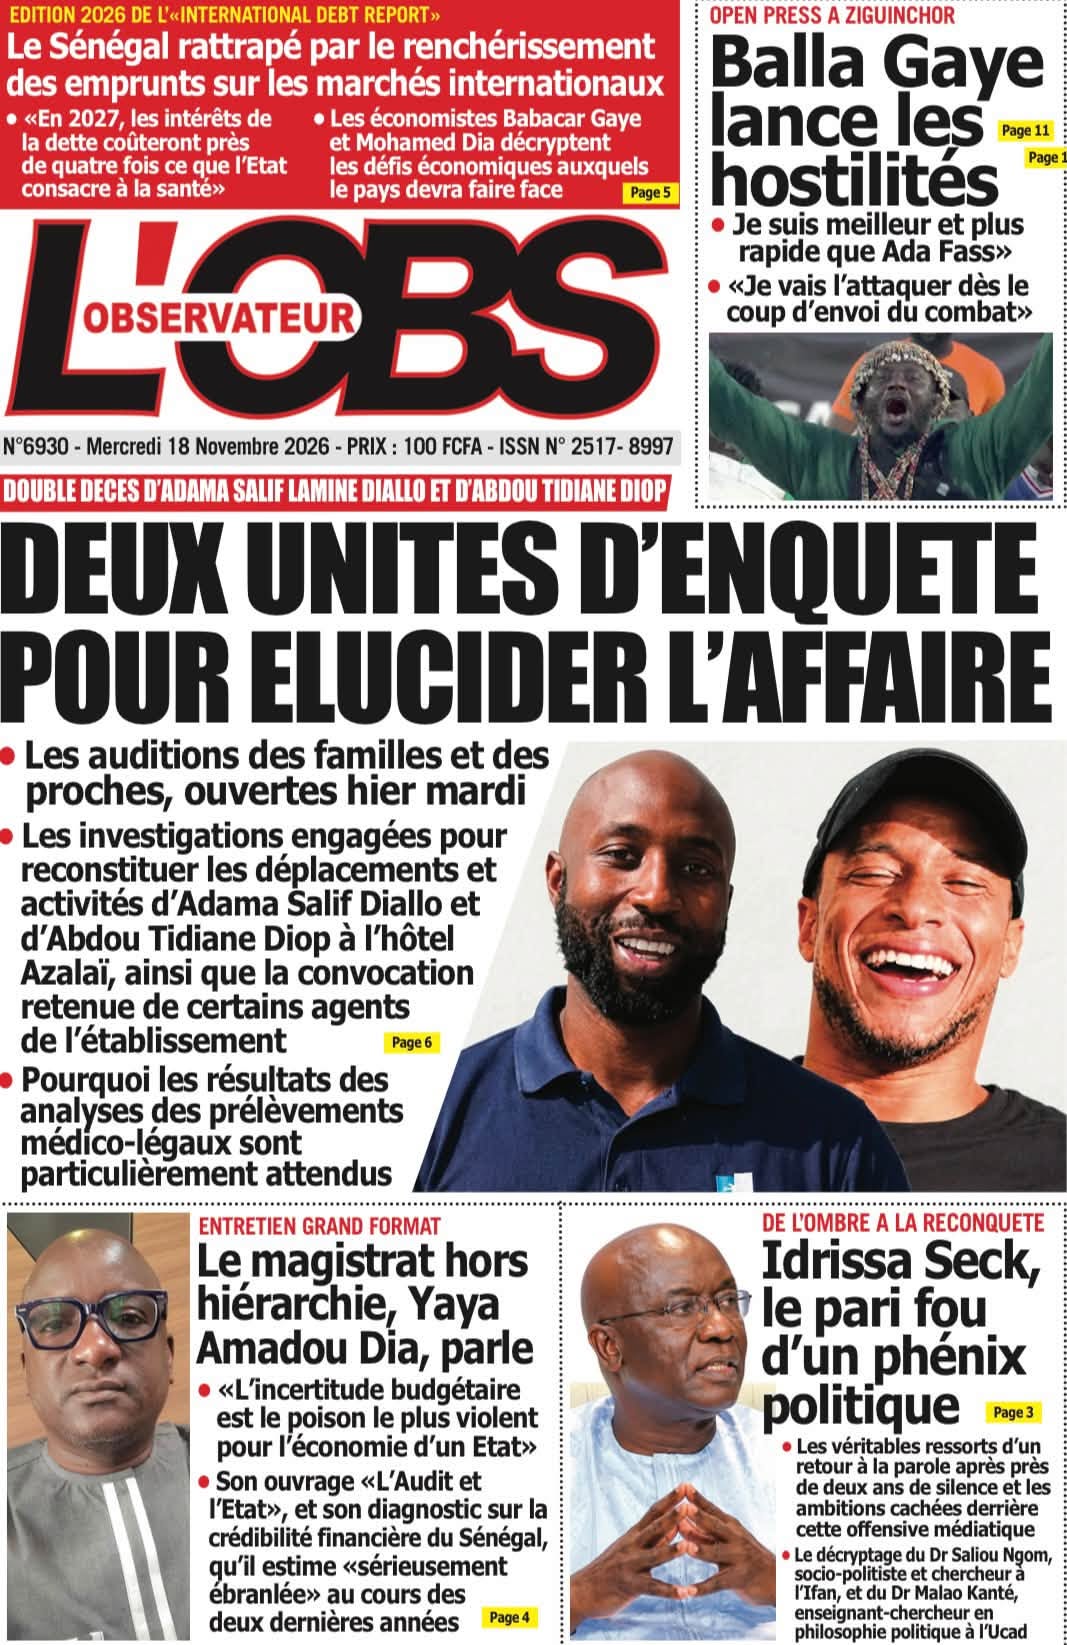 EDITION 2026 DE L'«INTERNATIONAL DEBT REPORT»
Le Sénégal rattrapé par le renchérissement
des emprunts sur les marchés internationaux
• «En 2027, les intérêts de
la dette coûteront près
de quatre fois ce que l'Etat
consacre à la santé»
• Les économistes Babacar Gaye
et Mohamed Dia décryptent
les défis économiques auxquels
le pays devra faire face
Page 5
OPEN PRESS A ZIGUINCHOR
Balla Gaye
lance les
hostilités
Page 11
Page 1
• Je suis meilleur et plus
rapide que Ada Fass»
• «Je vais l'attaquer dès le
coup d'envoi du combat»
L'OBS
OBSERVATEUR
N°6930 - Mercredi 18 Novembre 2026 - PRIX : 100 FCFA - ISSN N° 2517- 8997
DOUBLE DECES D'ADAMA SALIF LAMINE DIALLO ET D'ABDOU TIDIANE DIOP
DEUX UNITES D'ENQUETE
POUR ELUCIDER L'AFFAIRE
• Les auditions des familles et des
proches, ouvertes hier mardi
• Les investigations engagées pour
reconstituer les déplacements et
activités d'Adama Salif Diallo et
d'Abdou Tidiane Diop à l'hôtel
Azalaï, ainsi que la convocation
retenue de certains agents
de l'établissement
Page 6
• Pourquoi les résultats des
analyses des prélèvements
médico-légaux sont
particulièrement attendus
ENTRETIEN GRAND FORMAT
Le magistrat hors
hiérarchie, Yaya
Amadou Dia, parle
• «L'incertitude budgétaire
est le poison le plus violent
pour l'économie d'un Etat»
• Son ouvrage «L'Audit et
l'Etat», et son diagnostic sur la
crédibilité financière du Sénégal,
qu'il estime «sérieusement
ébranlée» au cours des
deux dernières années
Page 4
DE L'OMBRE A LA RECONQUETE
Idrissa Seck,
le pari fou
d'un phénix
politique
Page 3
• Les véritables ressorts d'un
retour à la parole après près
de deux ans de silence et les
ambitions cachées derrière
cette offensive médiatique
• Le décryptage du Dr Saliou Ngom,
socio-politiste et chercheur à
l'Ifan, et du Dr Malao Kanté,
enseignant-chercheur en
philosophie politique à l'Ucad